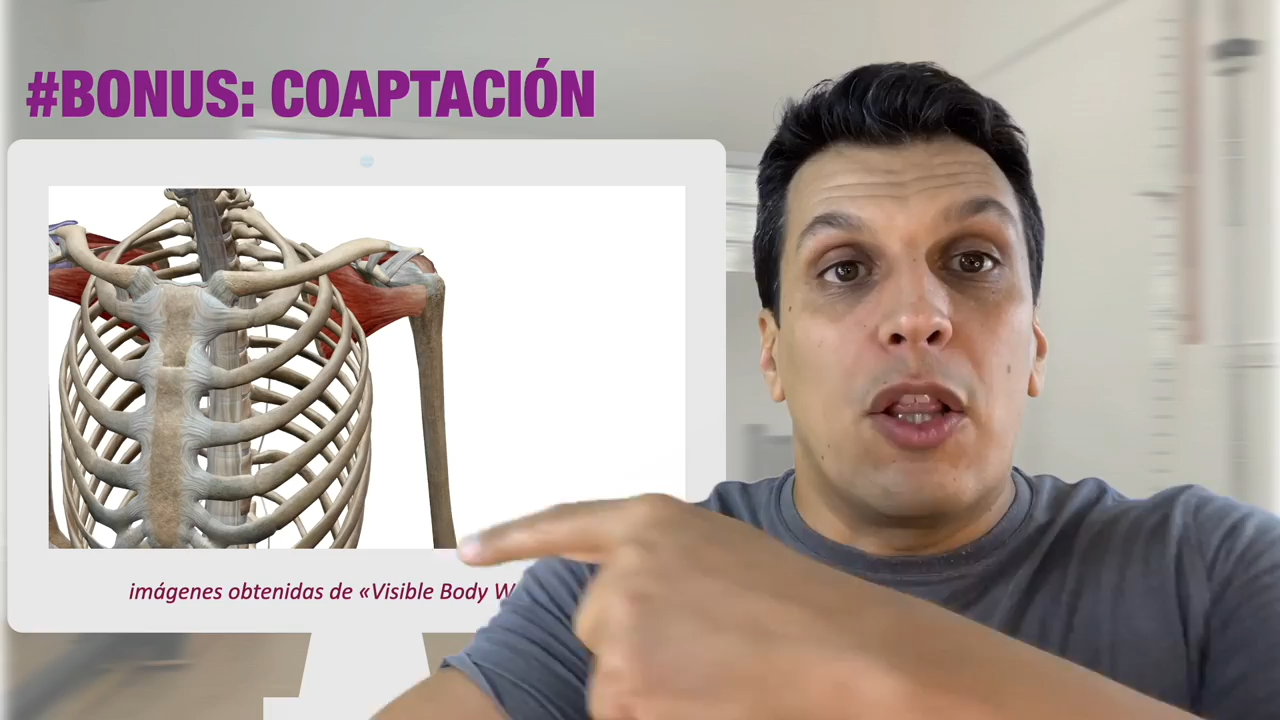 #BONUS: COAPTACIÓN
imágenes obtenidas de «Visible Body